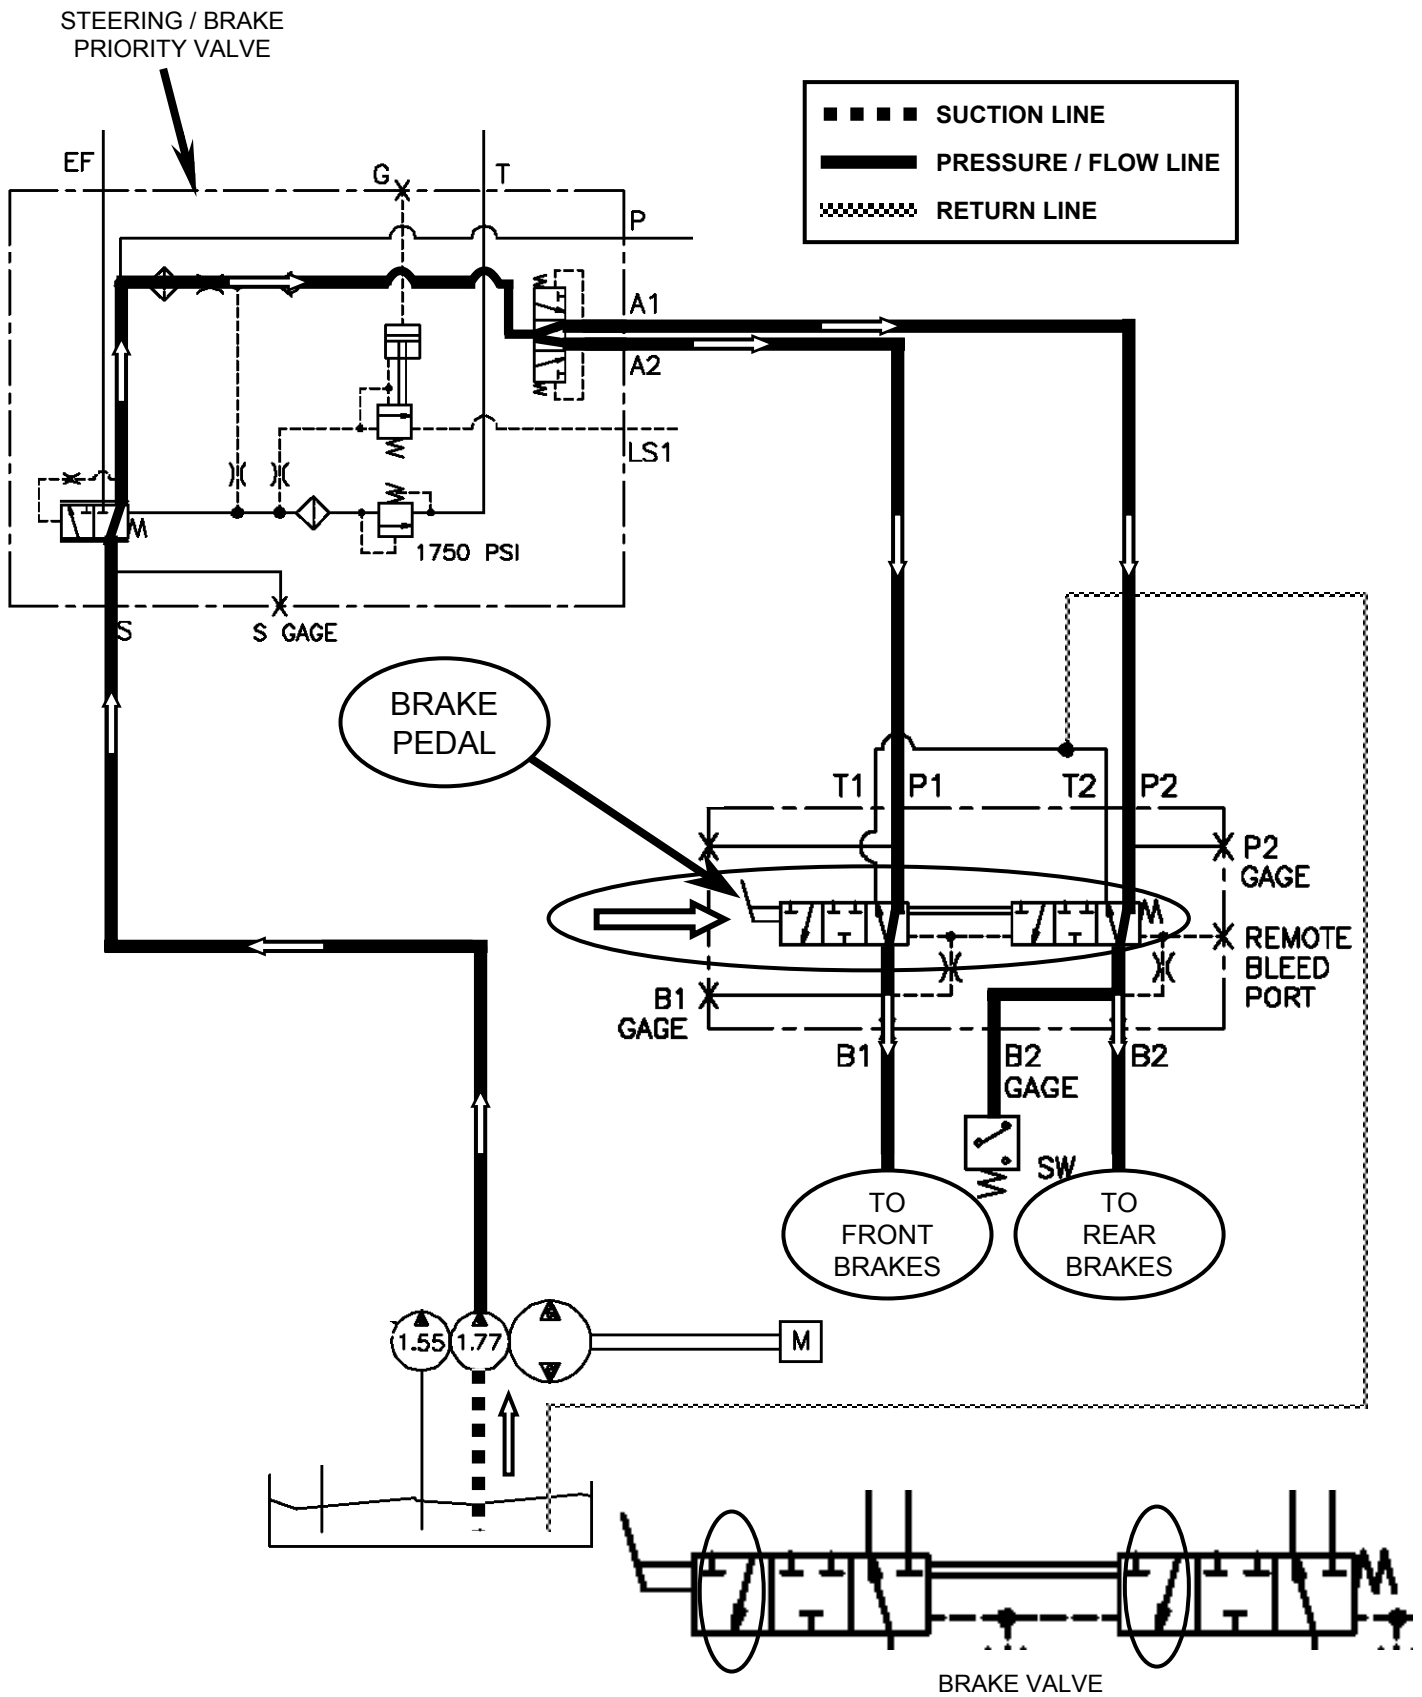 STEERING / BRAKE
PRIORITY VALVE
SUCTION LINE
PRESSURE / FLOW LINE
RETURN LINE
EF
G
T
P
A1
A2
LS1
1750 PSI
S
S GAGE
BRAKE
PEDAL
T1
P1
T2
P2
P2
GAGE
REMOTE
BLEED
PORT
B1
GAGE
B1
B2
GAGE
B2
SW
TO
FRONT
BRAKES
TO
REAR
BRAKES
1.55
1.77
M
BRAKE VALVE